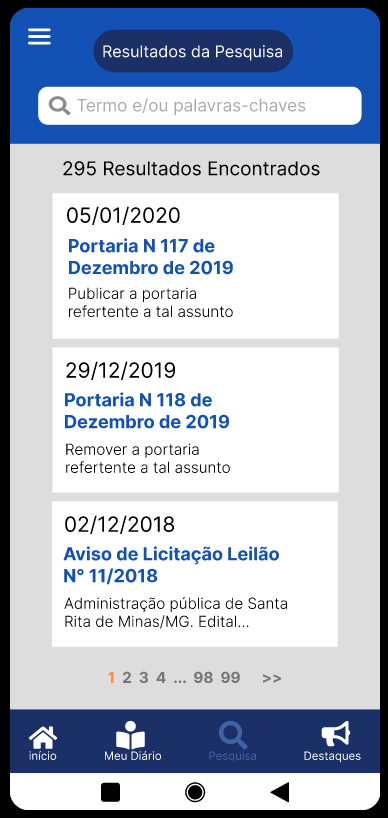 Resultados da Pesquisa
Termo e/ou palavras-chaves
295 Resultados Encontrados
05/01/2020
Portaria N 117 de
Dezembro de 2019
Publicar a portaria
refertente a tal assunto
29/12/2019
Portaria N 118 de
Dezembro de 2019
Remover a portaria
refertente a tal assunto
02/12/2018
Aviso de Licitação Leilão
N° 11/2018
Administração pública de Santa
Rita de Minas/MG. Edital...
1 2 3 4 ... 98 99 >>
início Meu Diário Pesquisa Destaques